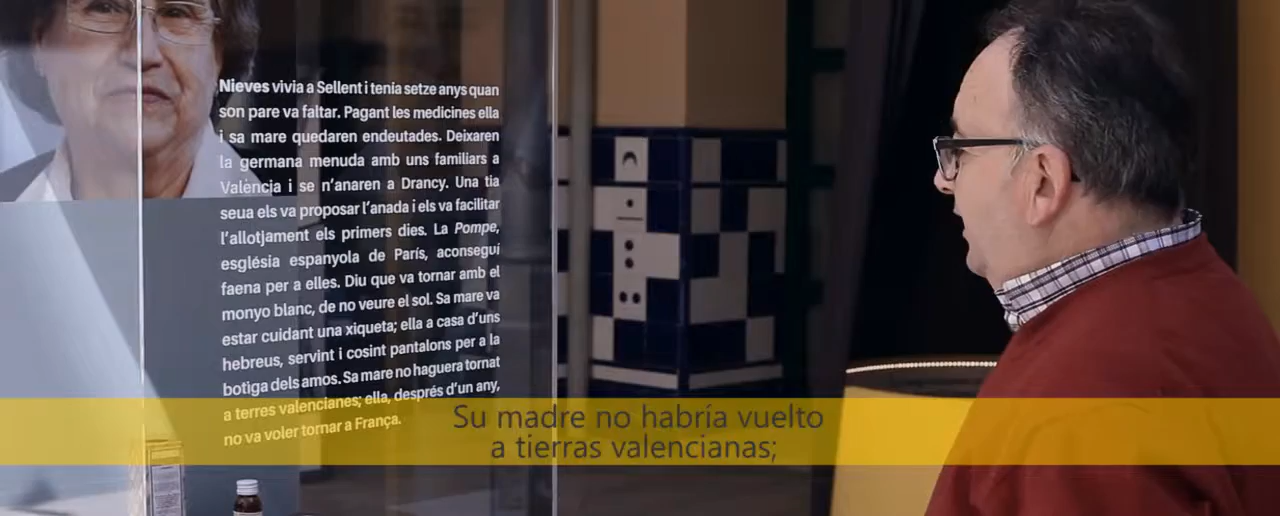 Nieves vivia a Sellent i tenia setze anys quan
son pare va faltar. Pagant les medicines ella
i sa mare quedaren endeutades. Deixaren
la germana menuda amb uns familiars a
València i se n'anaren a Drancy. Una tia
seua els va proposar l'anada i els va facilitar
l'allotjament els primers dies. La Pompe,
església espanyola de París, aconseguí
faena per a elles. Diu que va tornar amb el
monyo blanc, de no veure el sol. Sa mare va
estar cuidant una xiqueta; ella a casa d'uns
hebreus, servint i cosint pantalons per a la
botiga dels amos. Sa mare no haguera tornat
a terres valencianes; ella, després d'un any,
no va voler tornar a França.
Su madre no habría vuelto
a tierras valencianas;